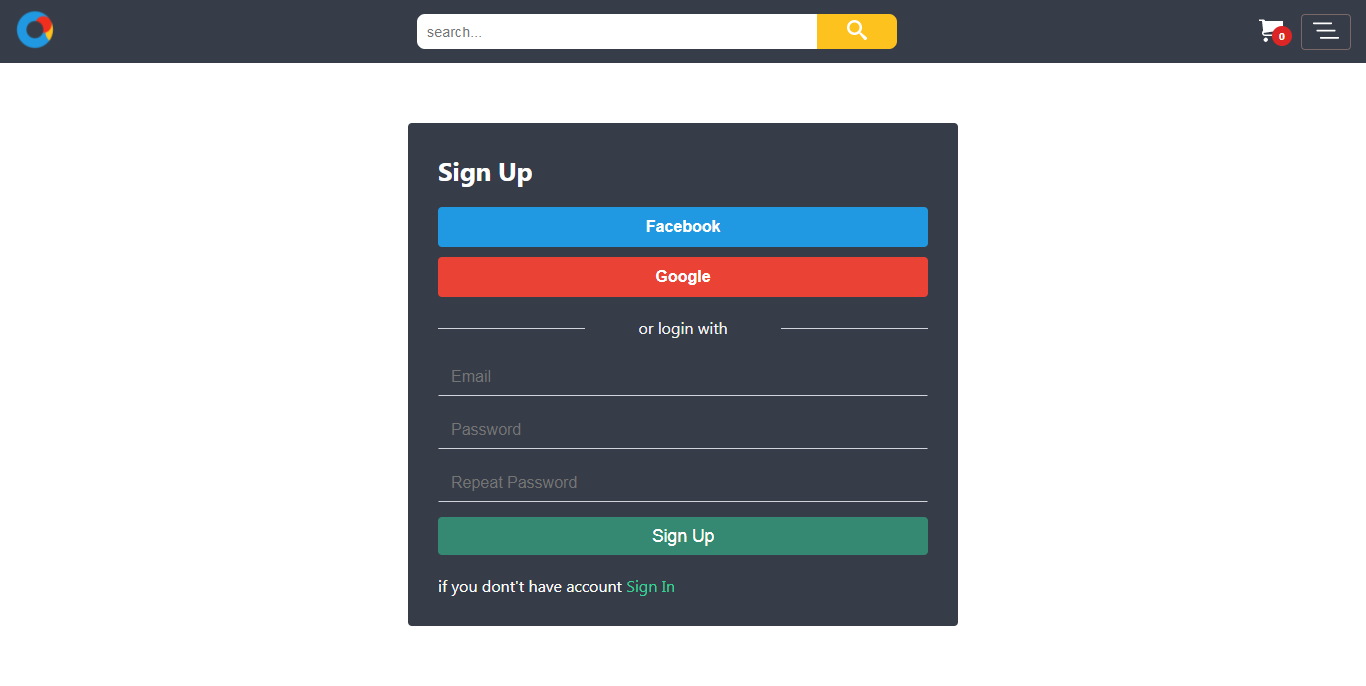 search...
0
Sign Up
Facebook
Google
or login with
Email
Password
Repeat Password
Sign Up
if you dont't have account Sign In